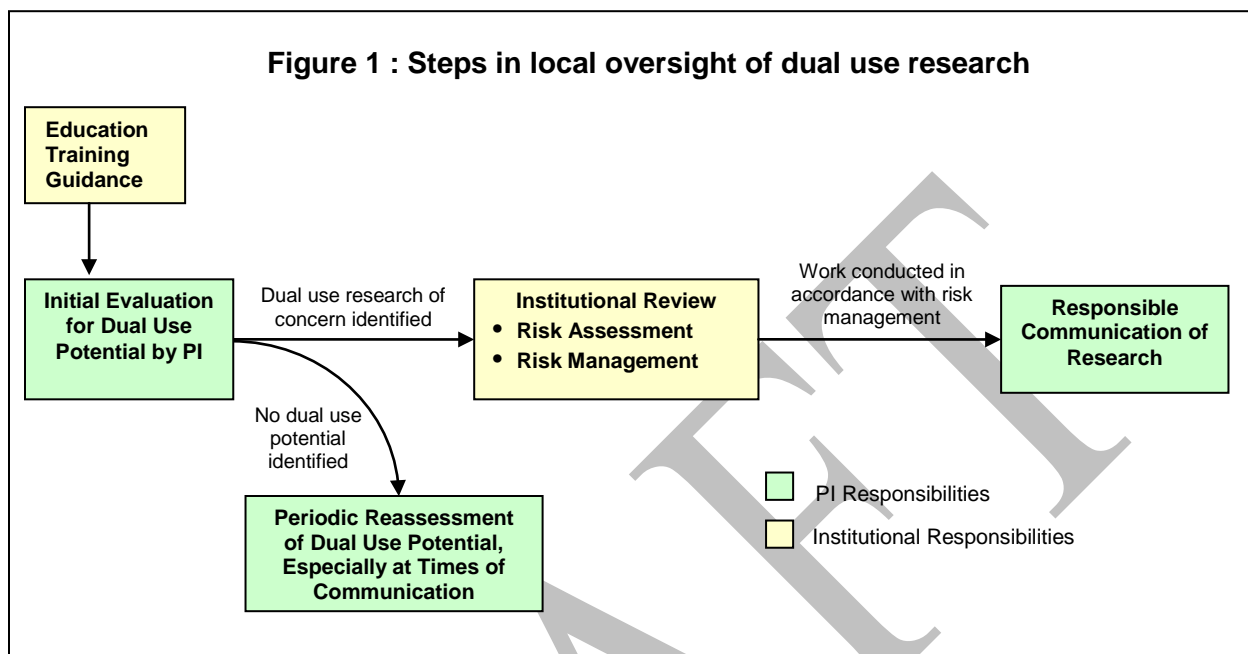 Figure 1 : Steps in local oversight of dual use research
Education
Training
Guidance
Initial Evaluation
for Dual Use
Potential by PI
Dual use research of
concern identified
Institutional Review
• Risk Assessment
• Risk Management
Work conducted in
accordance with risk
management
Responsible
Communication of
Research
No dual use
potential
identified
Periodic Reassessment
of Dual Use Potential,
Especially at Times of
Communication
PI Responsibilities
Institutional Responsibilities
AFT